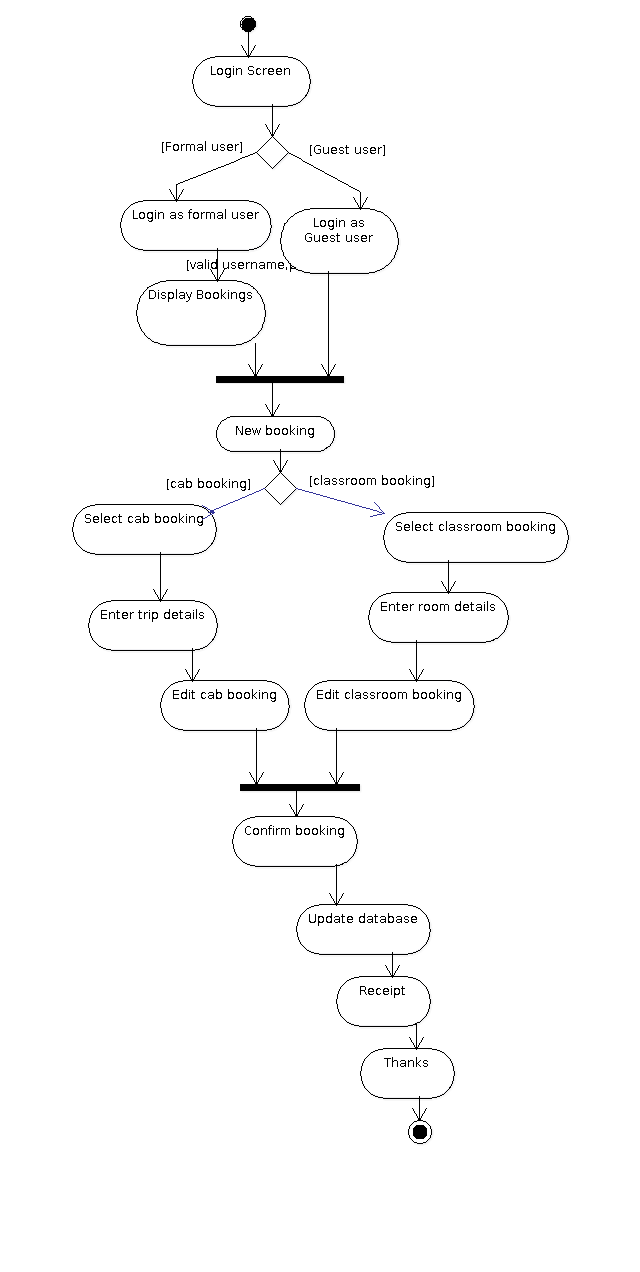 Login Screen
[Formal user]
[Guest user]
Login as formal user
Login as
Guest user
[valid username,
Display Bookings
New booking
[cab booking]
[classroom booking]
Select cab booking
Select classroom booking
Enter trip details
Enter room details
Edit cab booking
Edit classroom booking
Confirm booking
Update database
Receipt
Thanks